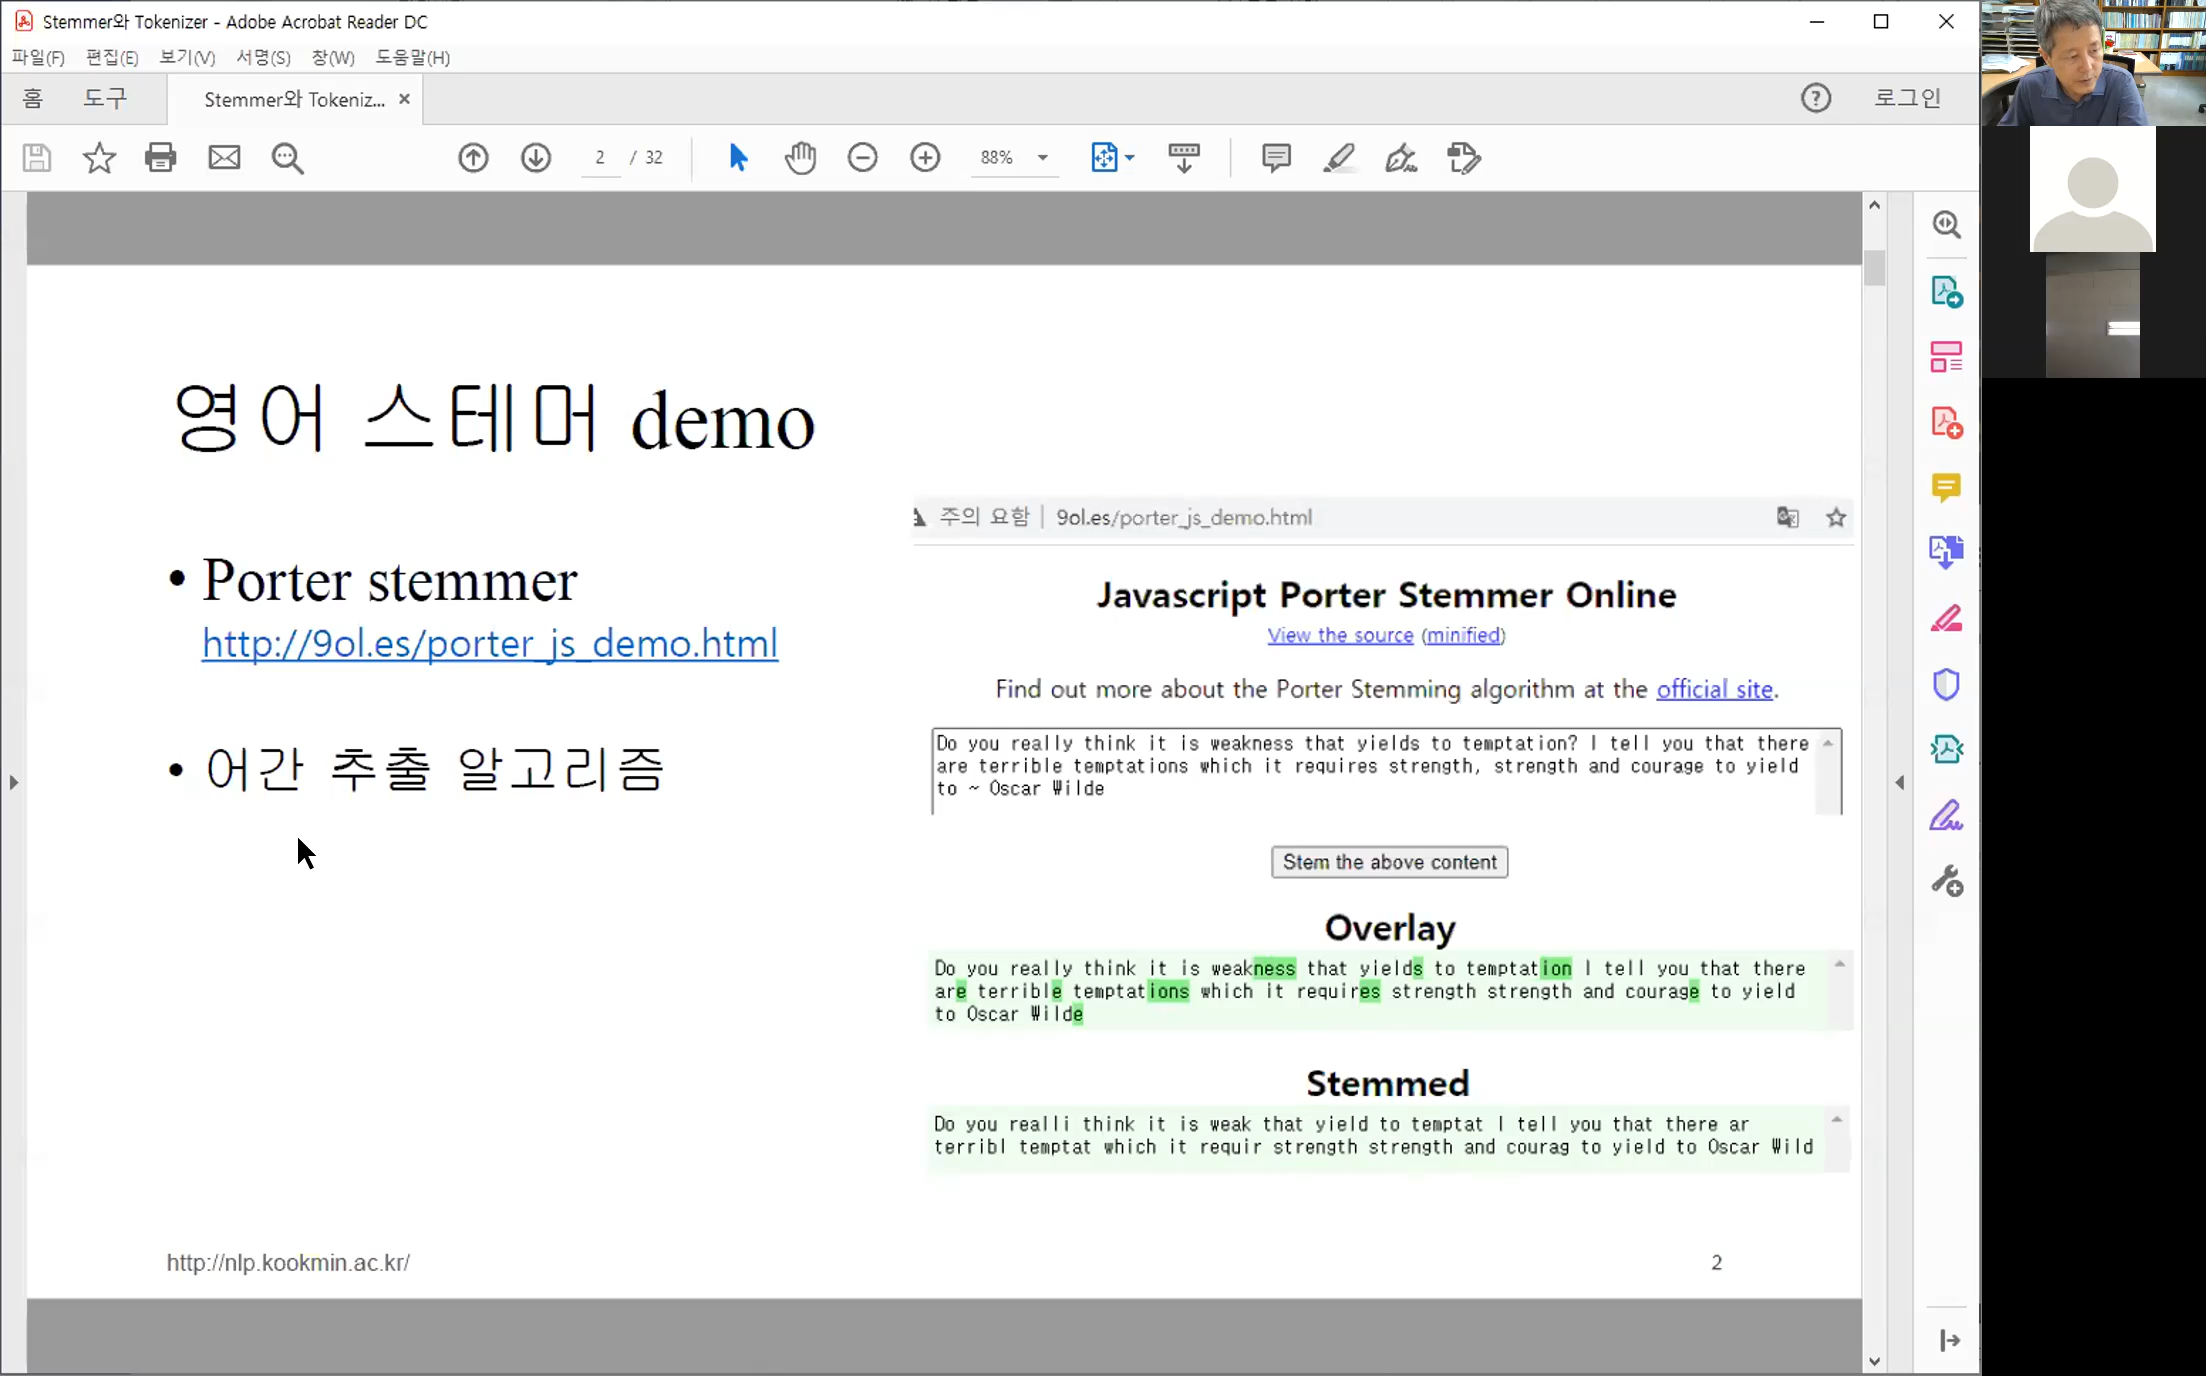 Stemmer와 Tokenizer - Adobe Acrobat Reader DC
파일(F) 편집(E) 보기(V) 서명(S) 창(W) 도움말(H)
홈 도구 Stemmer와 Tokeniz... 로그인
2 / 32 88%
영어 스테머 demo
• Porter stemmer
http://9ol.es/porter_js_demo.html
• 어간 추출 알고리즘
주의 요함 | 9ol.es/porter_js_demo.html
Javascript Porter Stemmer Online
View the source (minified)
Find out more about the Porter Stemming algorithm at the official site.
Do you really think it is weakness that yields to temptation? I tell you that there
are terrible temptations which it requires strength, strength and courage to yield
to ~ Oscar Wilde
Stem the above content
Overlay
Do you really think it is weakness that yields to temptation I tell you that there
are terrible temptations which it requires strength strength and courage to yield
to Oscar Wilde
Stemmed
Do you realli think it is weak that yield to temptat I tell you that there ar
terribl temptat which it requir strength strength and courag to yield to Oscar Wild
http://nlp.kookmin.ac.kr/
2